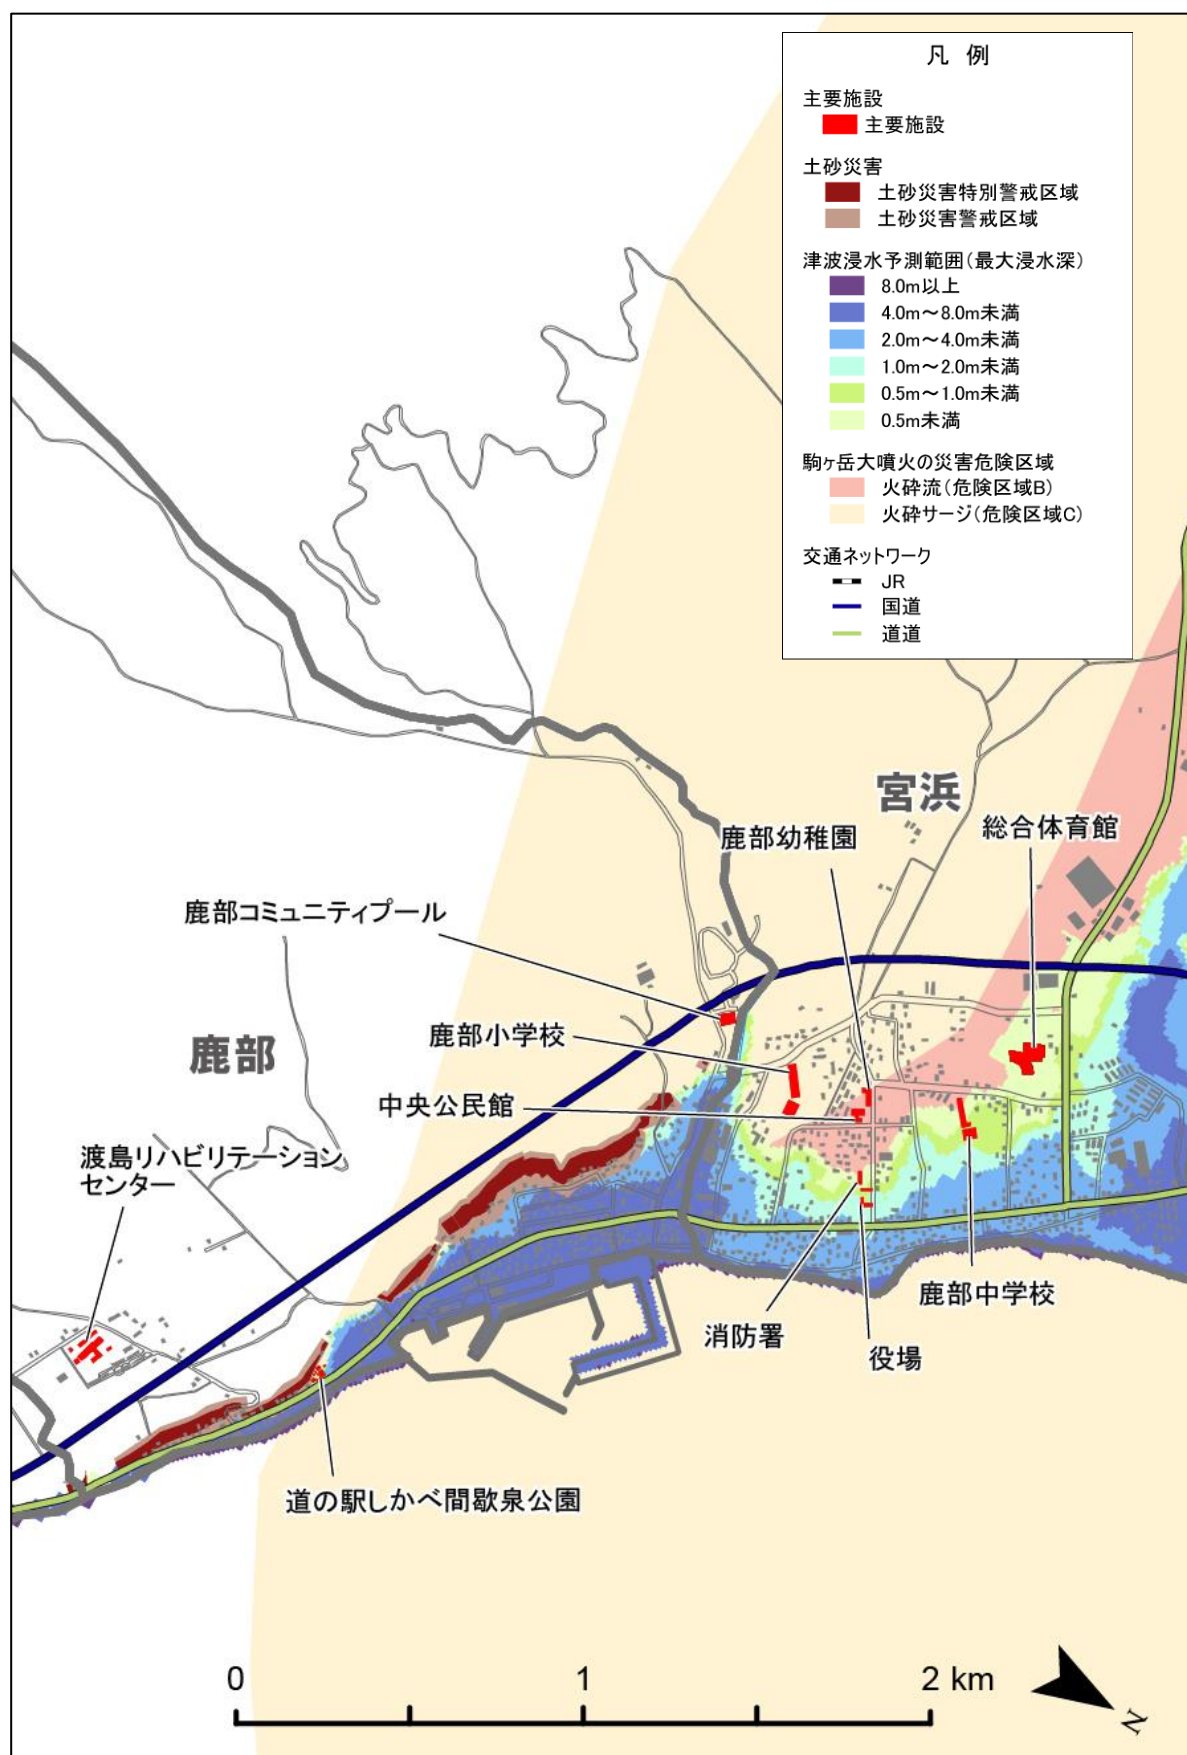 凡 例
主要施設
主要施設
土砂災害
土砂災害特別警戒区域
土砂災害警戒区域
津波浸水予測範囲(最大浸水深)
8.0m以上
4.0m～8.0m未満
2.0m～4.0m未満
1.0m～2.0m未満
0.5m～1.0m未満
0.5m未満
駒ヶ岳大噴火の災害危険区域
火砕流(危険区域B)
火砕サージ(危険区域C)
交通ネットワーク
JR
国道
道道
宮浜
総合体育館
鹿部幼稚園
鹿部コミュニティプール
鹿部小学校
鹿部
中央公民館
渡島リハビリテーション
センター
鹿部中学校
消防署
役場
道の駅しかべ間歇泉公園
0 1 2 km
N